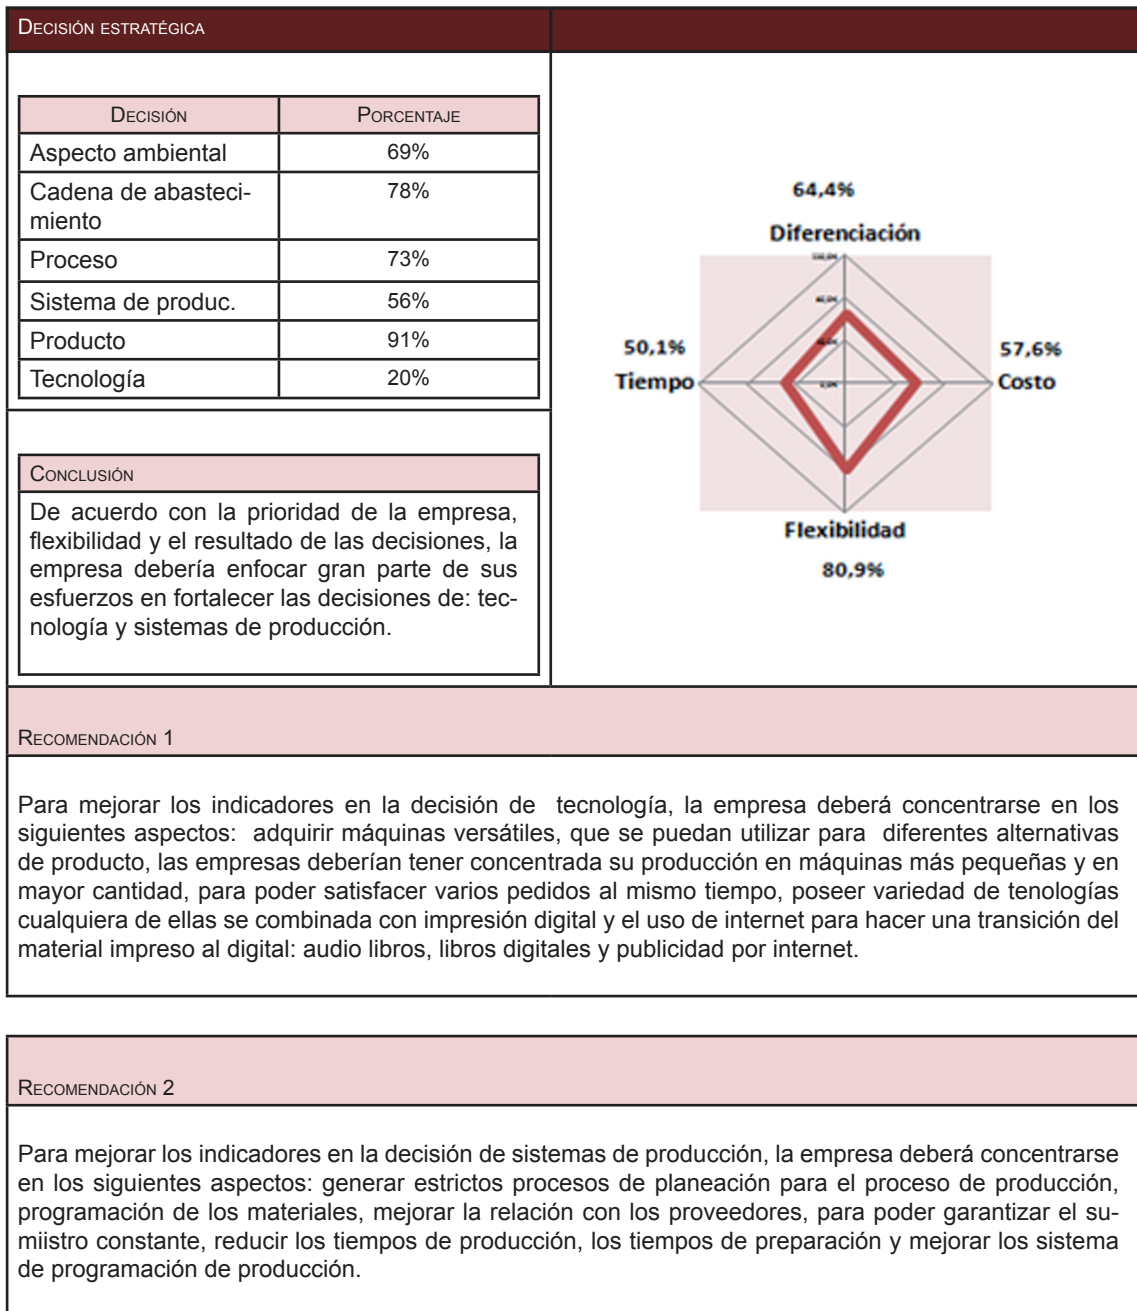 Decisión estratégica
Decisión Porcentaje
Aspecto ambiental 69%
Cadena de abasteci- 78%
miento
Proceso 73%
Sistema de produc. 56%
Producto 91%
Tecnología 20%
Conclusión
De acuerdo con la prioridad de la empresa,
flexibilidad y el resultado de las decisiones, la
empresa debería enfocar gran parte de sus
esfuerzos en fortalecer las decisiones de: tec-
nología y sistemas de producción.
64,4%
Diferenciación
50,1%
Tiempo
57,6%
Costo
Flexibilidad
80,9%
Recomendación 1
Para mejorar los indicadores en la decisión de tecnología, la empresa deberá concentrarse en los
siguientes aspectos: adquirir máquinas versátiles, que se puedan utilizar para diferentes alternativas
de producto, las empresas deberían tener concentrada su producción en máquinas más pequeñas y en
mayor cantidad, para poder satisfacer varios pedidos al mismo tiempo, poseer variedad de tenologías
cualquiera de ellas se combinada con impresión digital y el uso de internet para hacer una transición del
material impreso al digital: audio libros, libros digitales y publicidad por internet.
Recomendación 2
Para mejorar los indicadores en la decisión de sistemas de producción, la empresa deberá concentrarse
en los siguientes aspectos: generar estrictos procesos de planeación para el proceso de producción,
programación de los materiales, mejorar la relación con los proveedores, para poder garantizar el su-
miistro constante, reducir los tiempos de producción, los tiempos de preparación y mejorar los sistema
de programación de producción.